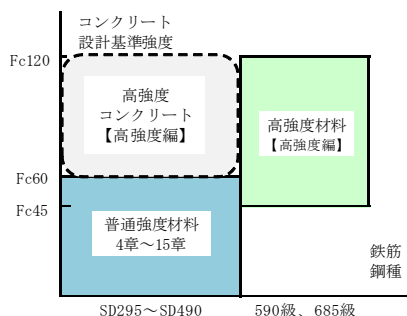 コンクリート
設計基準強度
Fc120
高強度
コンクリート
【高強度編】
高強度材料
【高強度編】
Fc60
Fc45
普通強度材料
4章～15章
鉄筋
鋼種
SD295～SD490
590級、685級